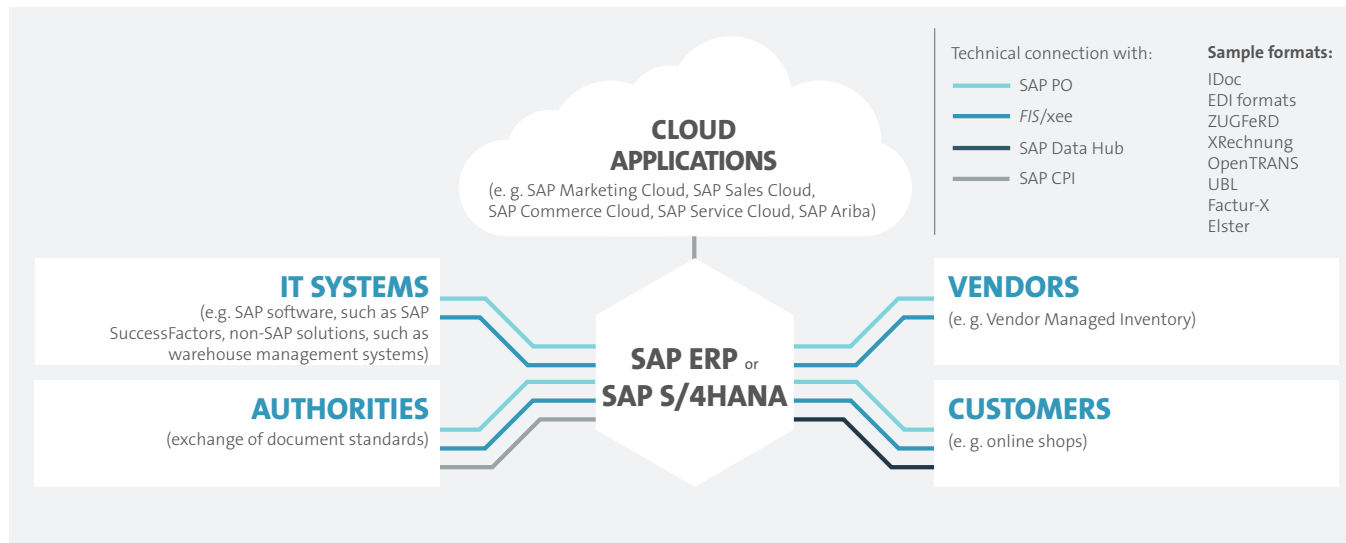 CLOUD
APPLICATIONS
(e. g. SAP Marketing Cloud, SAP Sales Cloud,
SAP Commerce Cloud, SAP Service Cloud, SAP Ariba)
Technical connection with:
SAP PO
FIS/xee
SAP Data Hub
SAP CPI
Sample formats:
IDoc
EDI formats
ZUGFeRD
XRechnung
OpenTRANS
UBL
Factur-X
Elster
IT SYSTEMS
(e.g. SAP software, such as SAP
SuccessFactors, non-SAP solutions, such as
warehouse management systems)
AUTHORITIES
(exchange of document standards)
SAP ERP or
SAP S/4HANA
VENDORS
(e. g. Vendor Managed Inventory)
CUSTOMERS
(e. g. online shops)